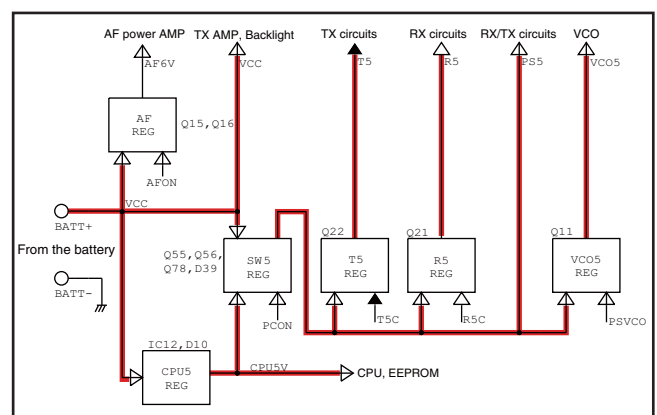 AF power AMP
TX AMP, Backlight
TX circuits
RX circuits
RX/TX circuits
VCO
AF6V
VCC
T5
R5
PS5
VCO5
AF
REG
Q15,Q16
AFON
VCC
BATT+
From the battery
BATT-
Q55,Q56,
Q78,D39
SW5
REG
PCON
Q22
T5
REG
T5C
Q21
R5
REG
R5C
Q11
VCO5
REG
PSVCO
IC12,D10
CPU5
REG
CPU5V
CPU, EEPROM